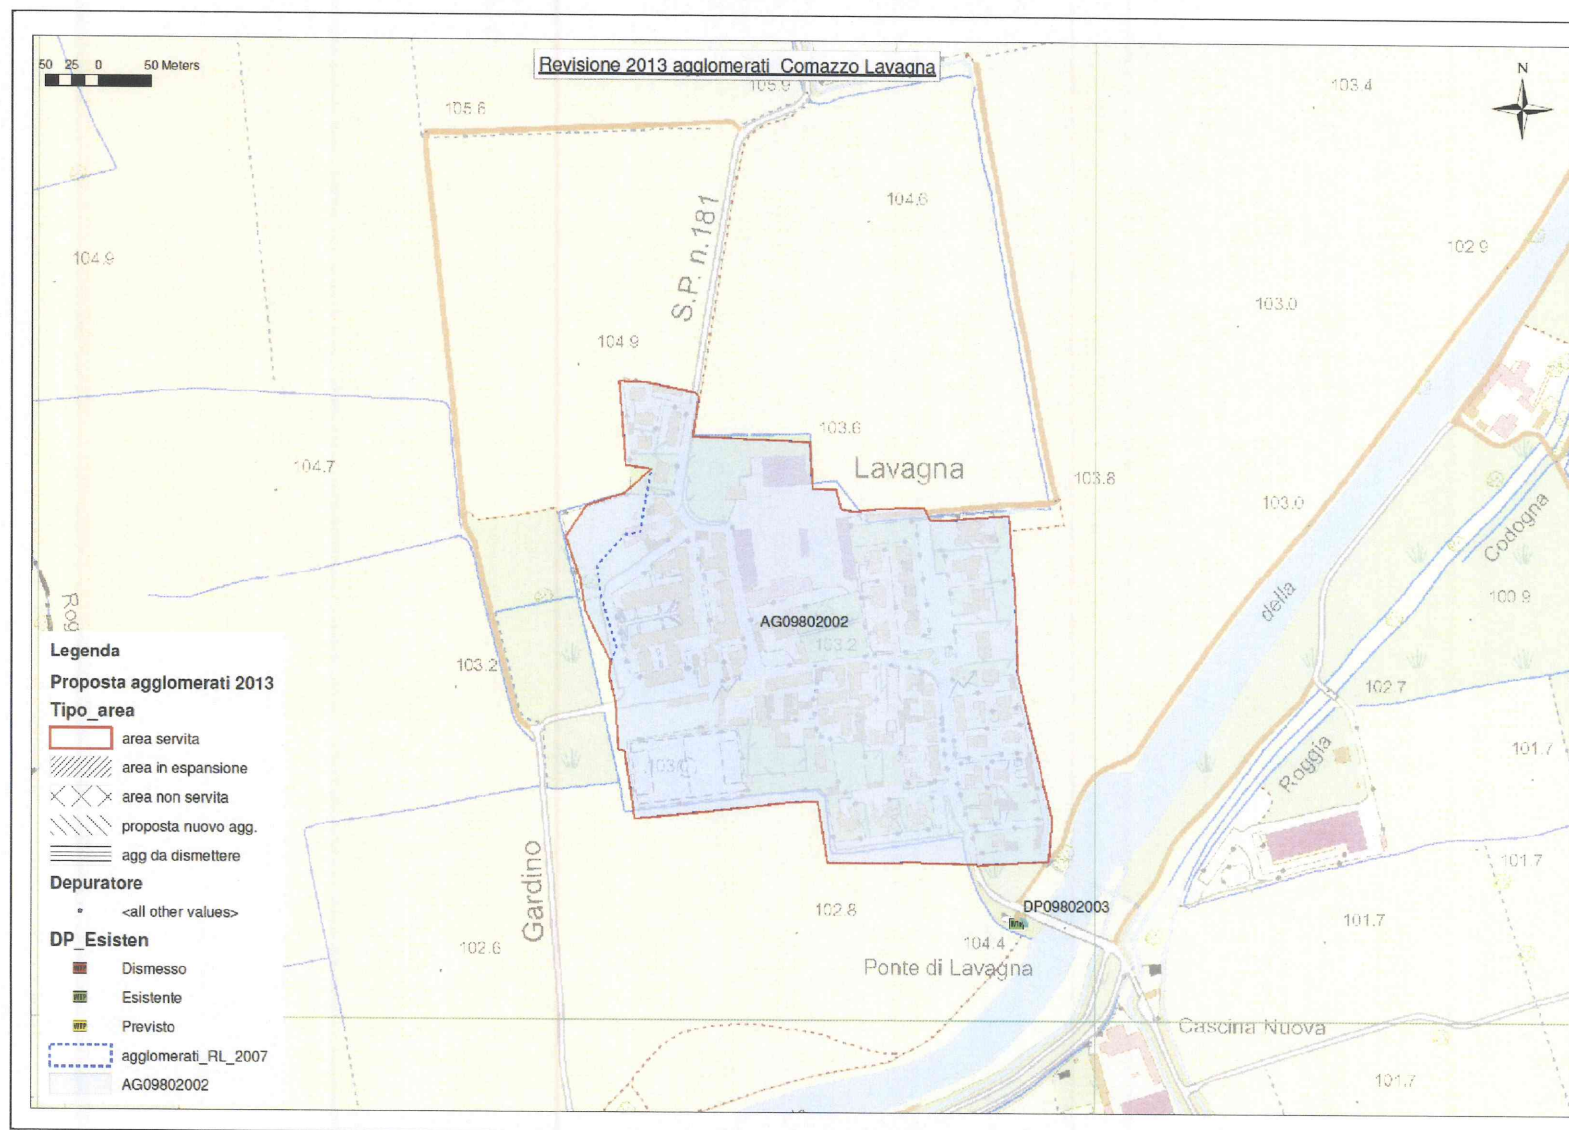 50 25 0 50 Meters
Revisione 2013 agglomerati Comazzo Lavagna
N
105.6
105.9
103.4
104.6
S.P. n.181
104.9
102.9
103.0
104.9
103.6
104.7
Lavagna
103.8
103.0
Codogna
della
100.9
Rog
AG09802002
103.2
103.2
102.7
Roggia
101.7
103.0
Gardino
101.7
102.8
DP09802003
101.7
102.6
104.4
Ponte di Lavagna
Cascina Nuova
101.7
Legenda
Proposta agglomerati 2013
Tipo_area
area servita
area in espansione
area non servita
proposta nuovo agg.
agg da dismettere
Depuratore
<all other values>
DP_Esisten
Dismesso
Esistente
Previsto
agglomerati_RL_2007
AG09802002